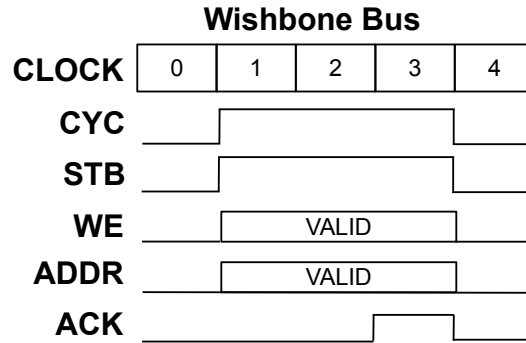 Wishbone Bus
CLOCK 0 1 2 3 4
CYC
STB
WE VALID
ADDR VALID
ACK